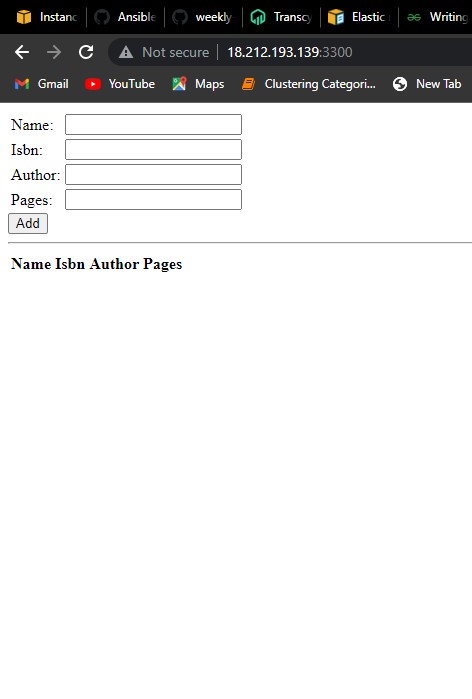 Instanc Ansible weekly Transcy Elastic Writing
Not secure 18.212.193.139:3300
Gmail YouTube Maps Clustering Categori... New Tab
Name:
Isbn:
Author:
Pages:
Add
Name Isbn Author Pages